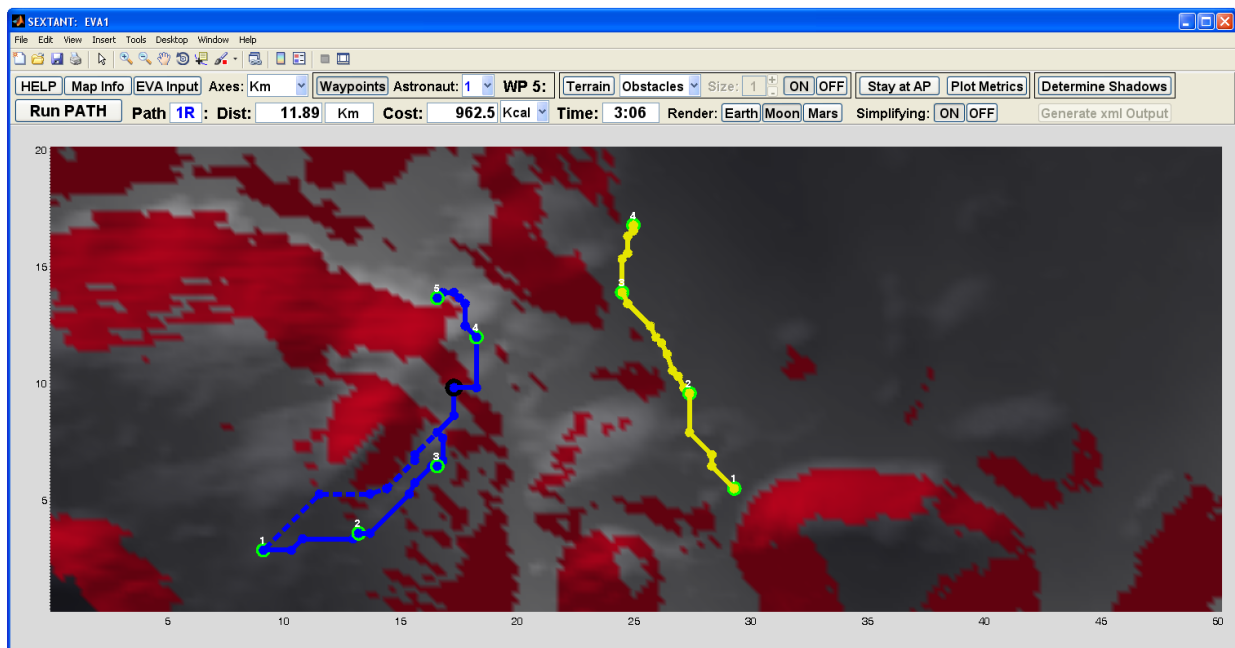 SEXTANT: EVA1
File Edit View Insert Tools Desktop Window Help
HELP Map Info EVA Input Axes: Km Waypoints Astronaut: 1 WP 5: Terrain Obstacles Size: 1 ON OFF Stay at AP Plot Metrics Determine Shadows
Run PATH Path 1R : Dist: 11.89 Km Cost: 962.5 Kcal Time: 3:06 Render: Earth Moon Mars Simplifying: ON OFF Generate xml Output
20
4
15
3
5
4
10
2
3
1
5
2
1
5 10 15 20 25 30 35 40 45 50